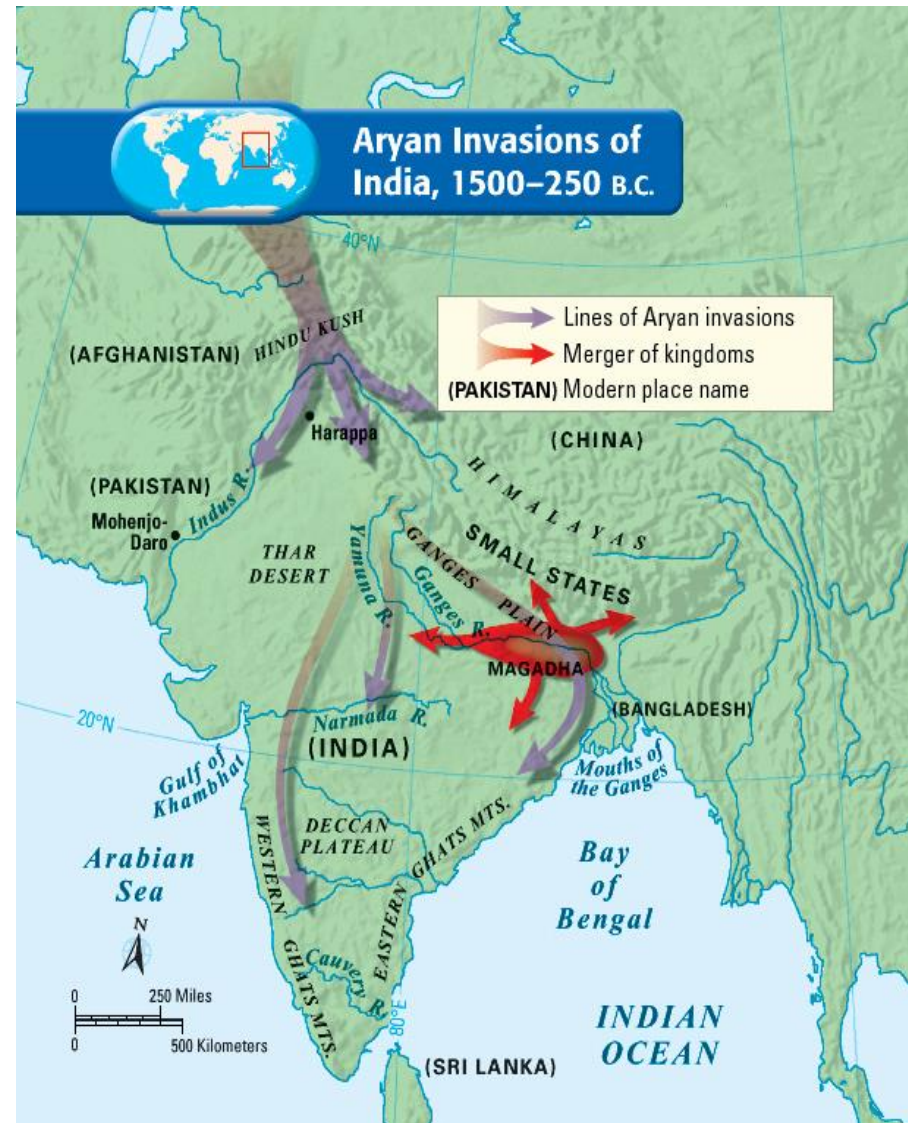 Aryan Invasions of
India, 1500–250 B.C.
40°N
Lines of Aryan invasions
Merger of kingdoms
(PAKISTAN) Modern place name
HINDU KUSH
(AFGHANISTAN)
Harappa
(CHINA)
(PAKISTAN)
Indus R.
Mohenjo-
Daro
HIMALAYAS
THAR
DESERT
Yamuna R.
GANGES PLAIN
Ganges R.
SMALL STATES
MAGADHA
(BANGLADESH)
20°N
Narmada R.
(INDIA)
Gulf of
Khambhat
Mouths of
the Ganges
DECCAN
PLATEAU
WESTERN GHATS MTS.
EASTERN GHATS MTS.
Arabian
Sea
Bay
of
Bengal
N
Cauvery R.
0 250 Miles
0 500 Kilometers
80°E
INDIAN
OCEAN
(SRI LANKA)